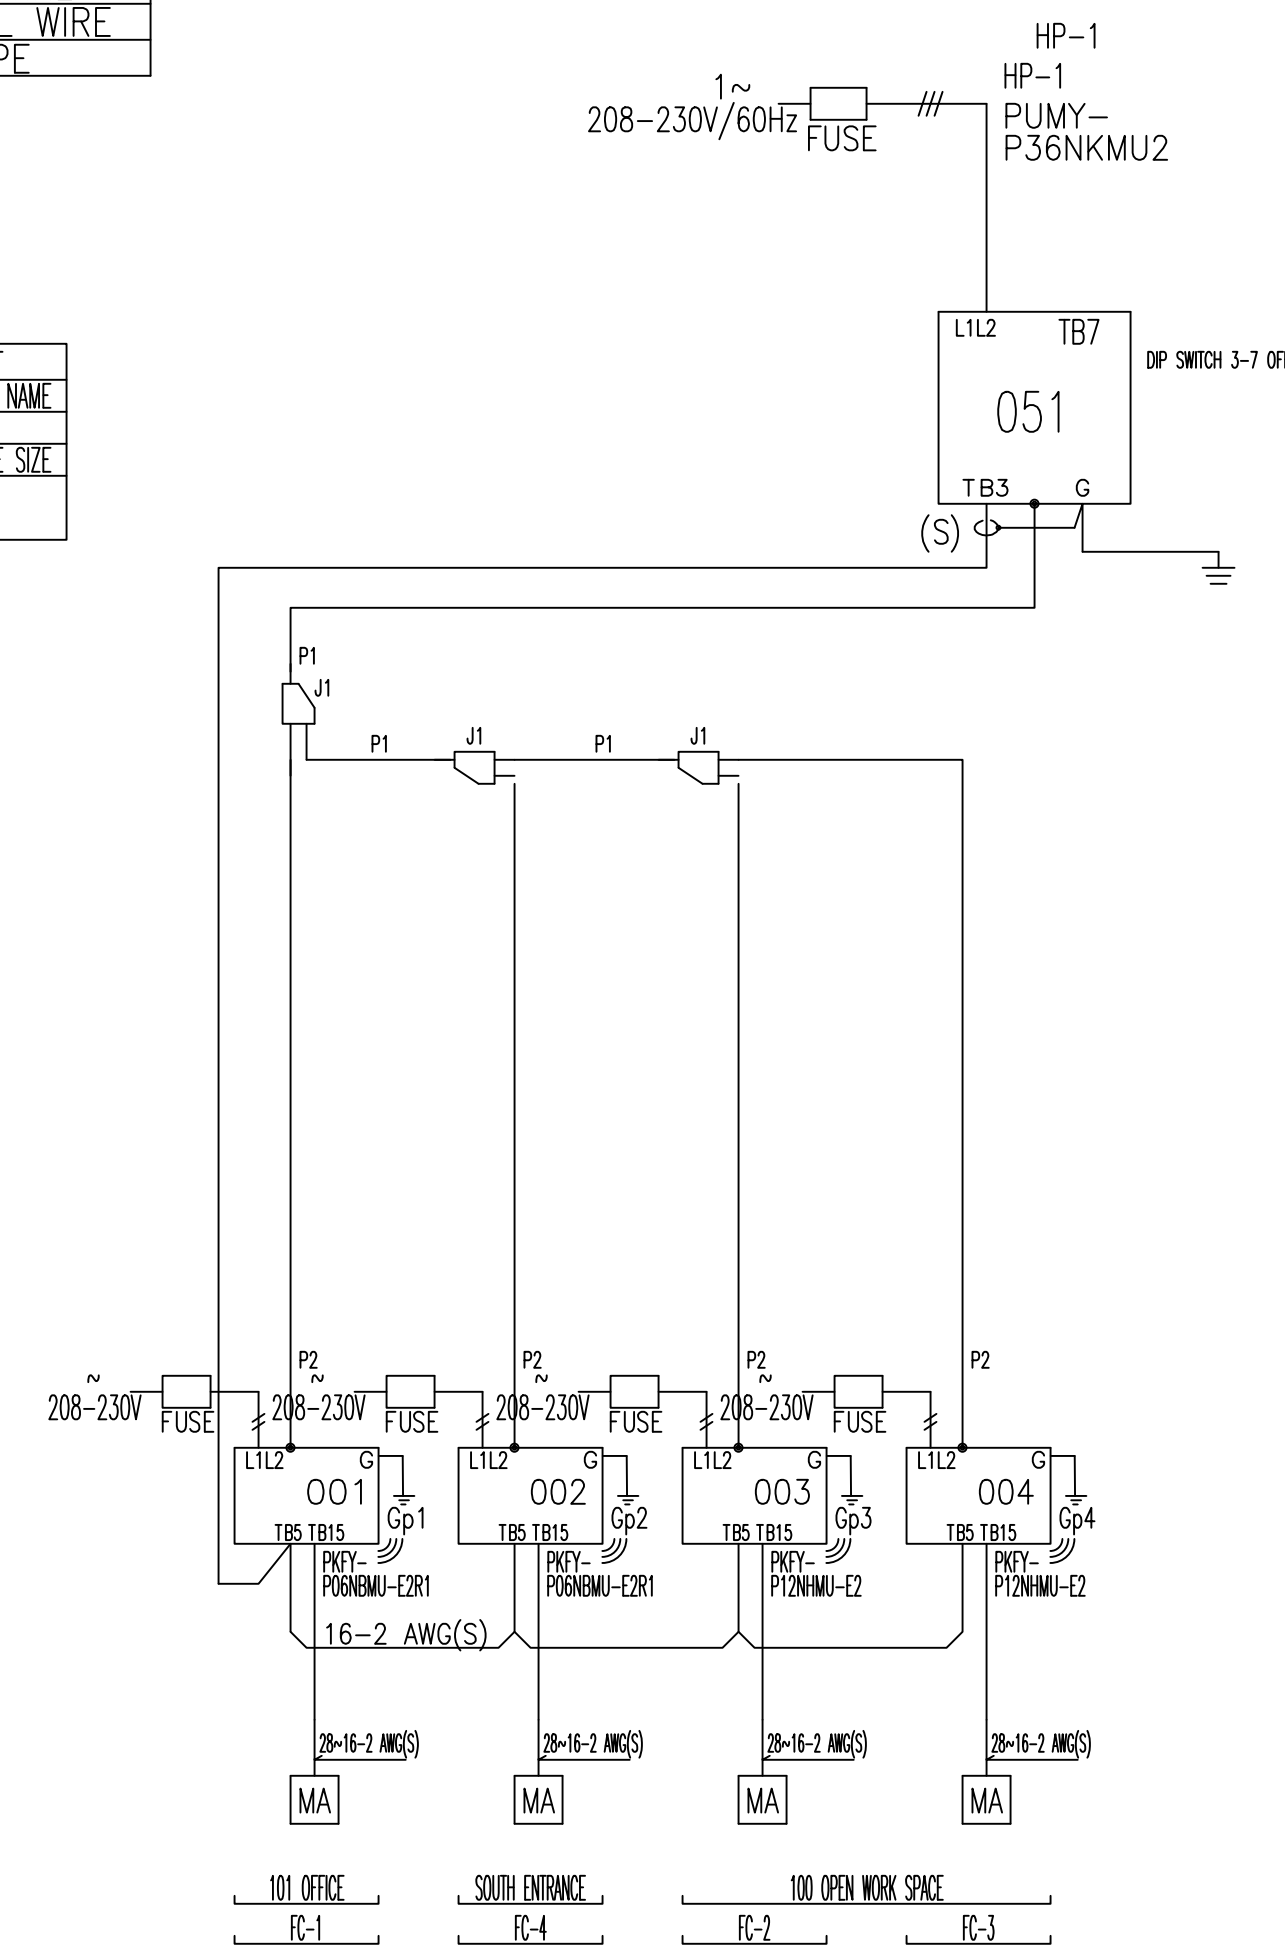 WIRE
HP-1
HP-1
PUMY-
P36NKMU2
1~
208-230V/60Hz
FUSE
NAME
SIZE
L1L2 TB7
051
TB3 G
DIP SWITCH 3-7
(S)
P1
J1
P1
J1
P1
J1
P2
P2
P2
P2
~
208-230V
FUSE
~
208-230V
FUSE
~
208-230V
FUSE
~
208-230V
FUSE
L1L2 G
001
TB5 TB15
Gp1
PKFY-
P06NBMU-E2R1
L1L2 G
002
TB5 TB15
Gp2
PKFY-
P06NBMU-E2R1
L1L2 G
003
TB5 TB15
Gp3
PKFY-
P12NHMU-E2
L1L2 G
004
TB5 TB15
Gp4
PKFY-
P12NHMU-E2
16-2 AWG(S)
28~16-2 AWG(S)
28~16-2 AWG(S)
28~16-2 AWG(S)
28~16-2 AWG(S)
MA
MA
MA
MA
101 OFFICE
SOUTH ENTRANCE
100 OPEN WORK SPACE
FC-1
FC-4
FC-2
FC-3